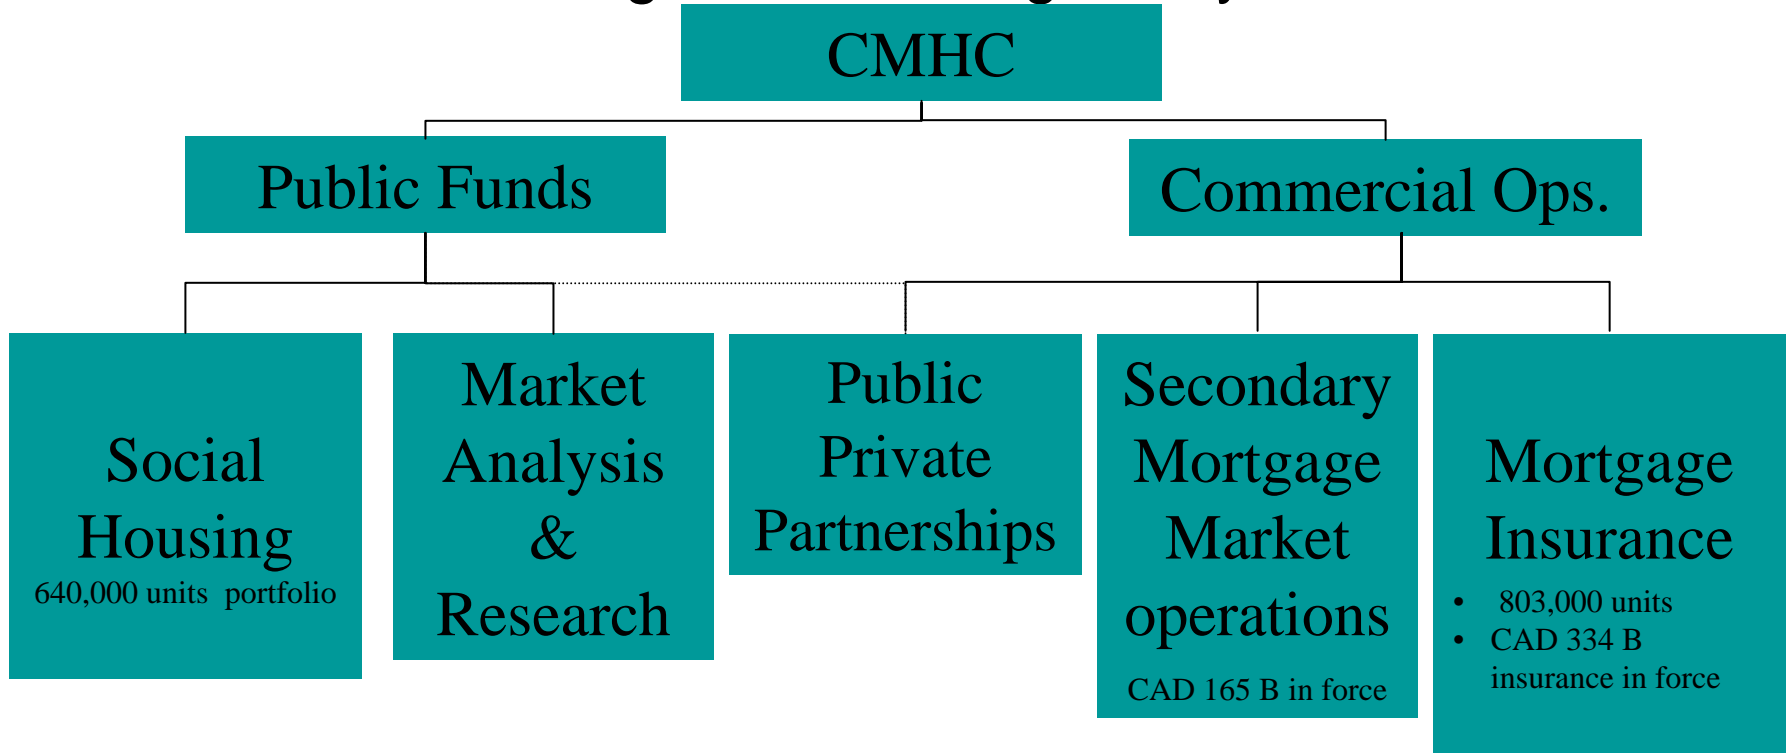 CMHC
Public Funds
Commercial Ops.
Social
Housing
640,000 units portfolio
Market
Analysis
&
Research
Public
Private
Partnerships
Secondary
Mortgage
Market
operations
CAD 165 B in force
Mortgage
Insurance
• 803,000 units
• CAD 334 B
insurance in force